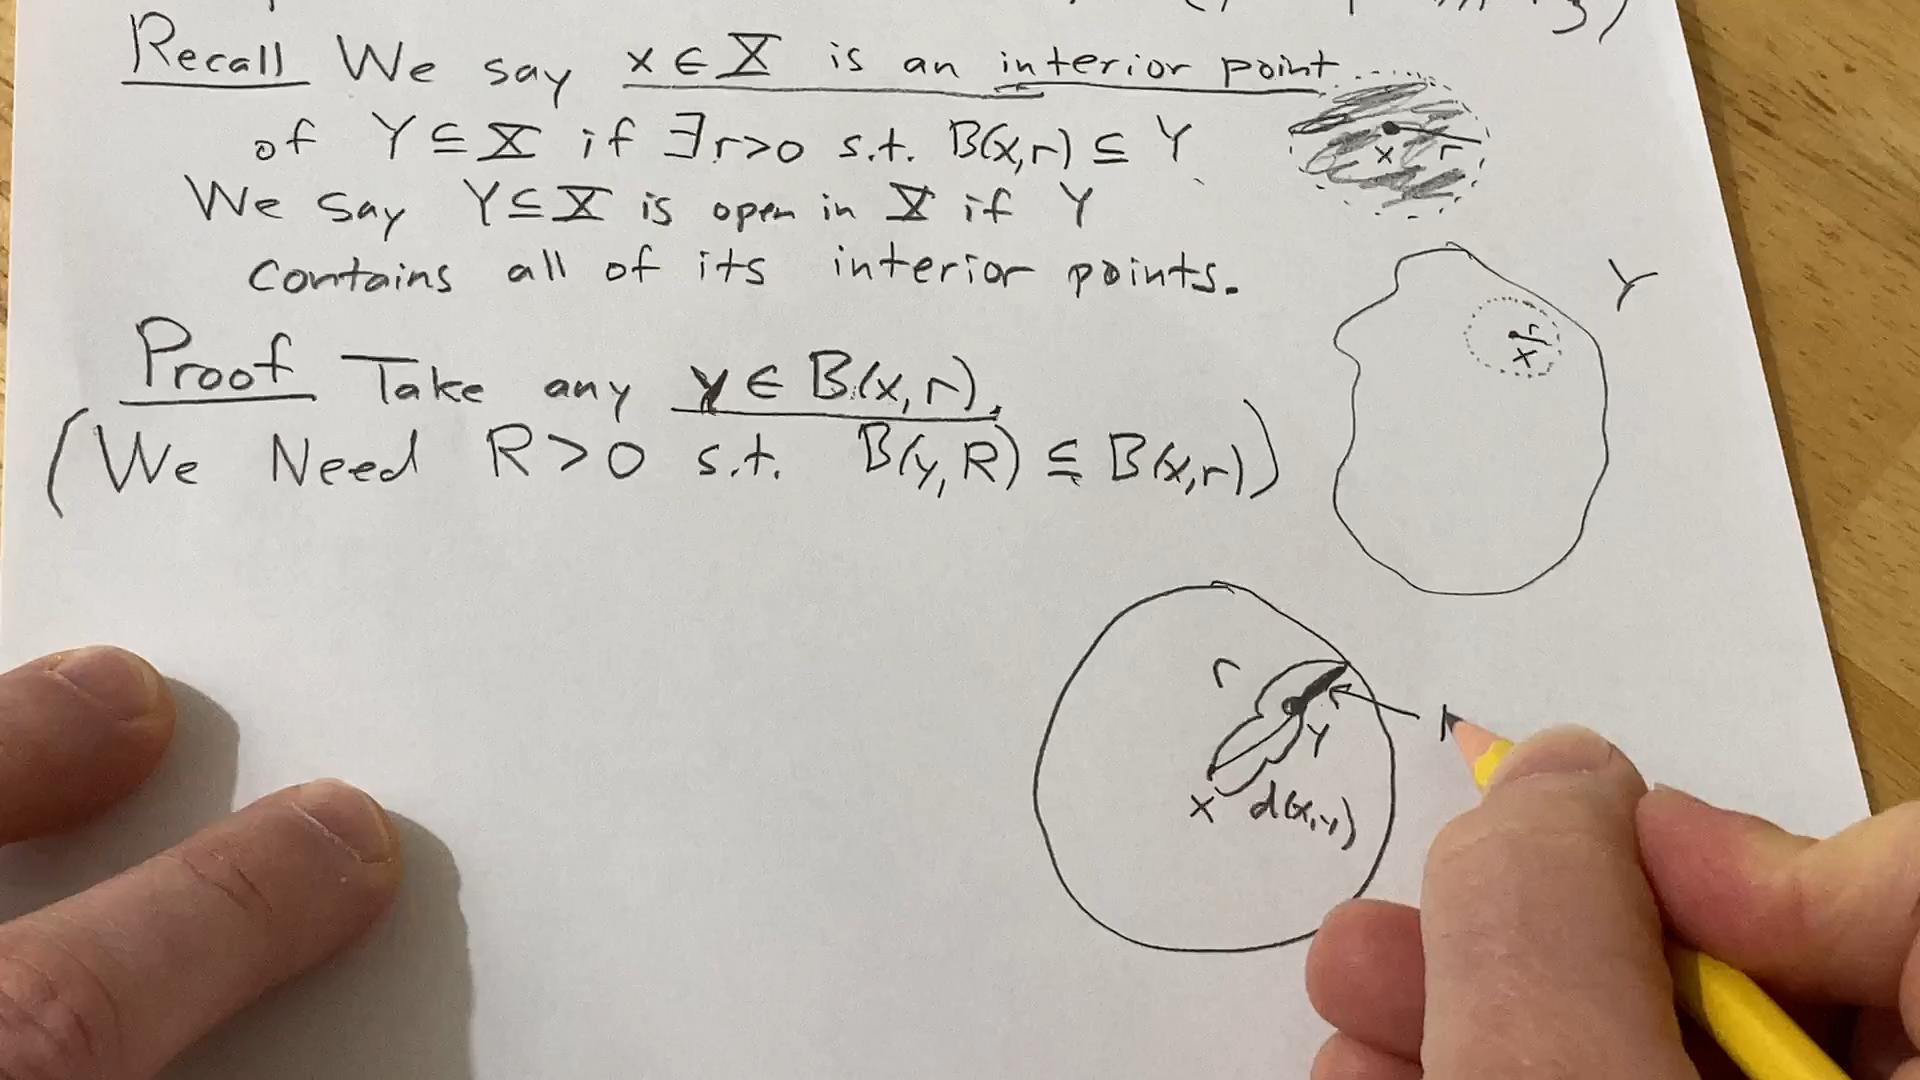 Recall We say x ∈ X is an interior point
of Y ⊆ X if ∃ r>0 s.t. B(x,r) ⊆ Y
We say Y ⊆ X is open in X if Y
contains all of its interior points.
Proof Take any y ∈ B(x,r).
(We Need R>0 s.t. B(y,R) ⊆ B(x,r))
x r
Y
r
x
r
y
x d(x,y)